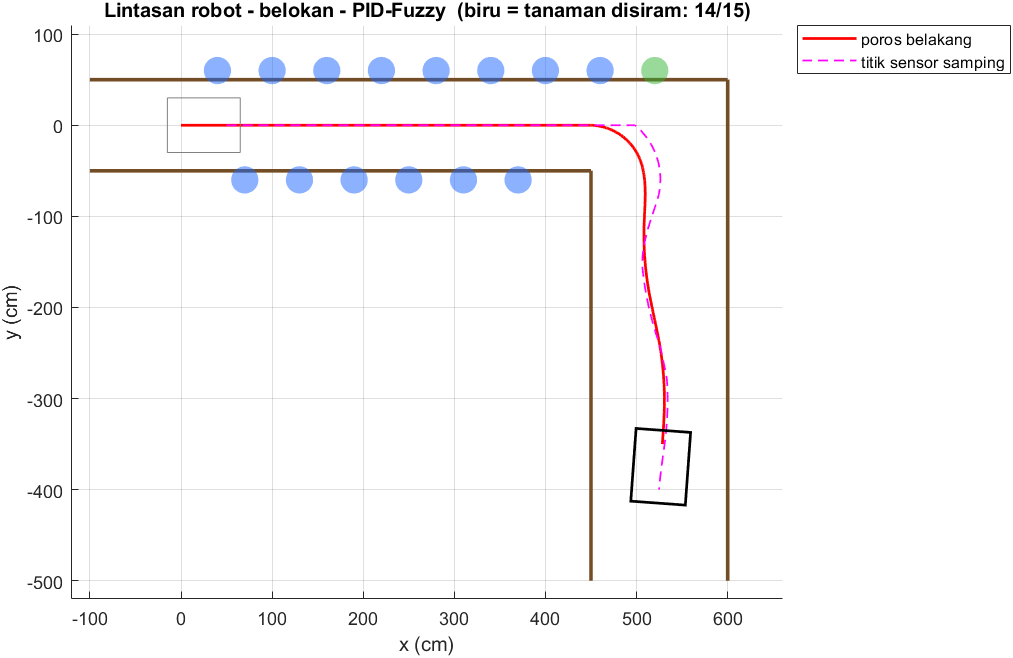 Lintasan robot - belokan - PID-Fuzzy (biru = tanaman disiram: 14/15)
poros belakang
titik sensor samping
100
0
-100
-200
-300
-400
-500
y (cm)
-100 0 100 200 300 400 500 600
x (cm)